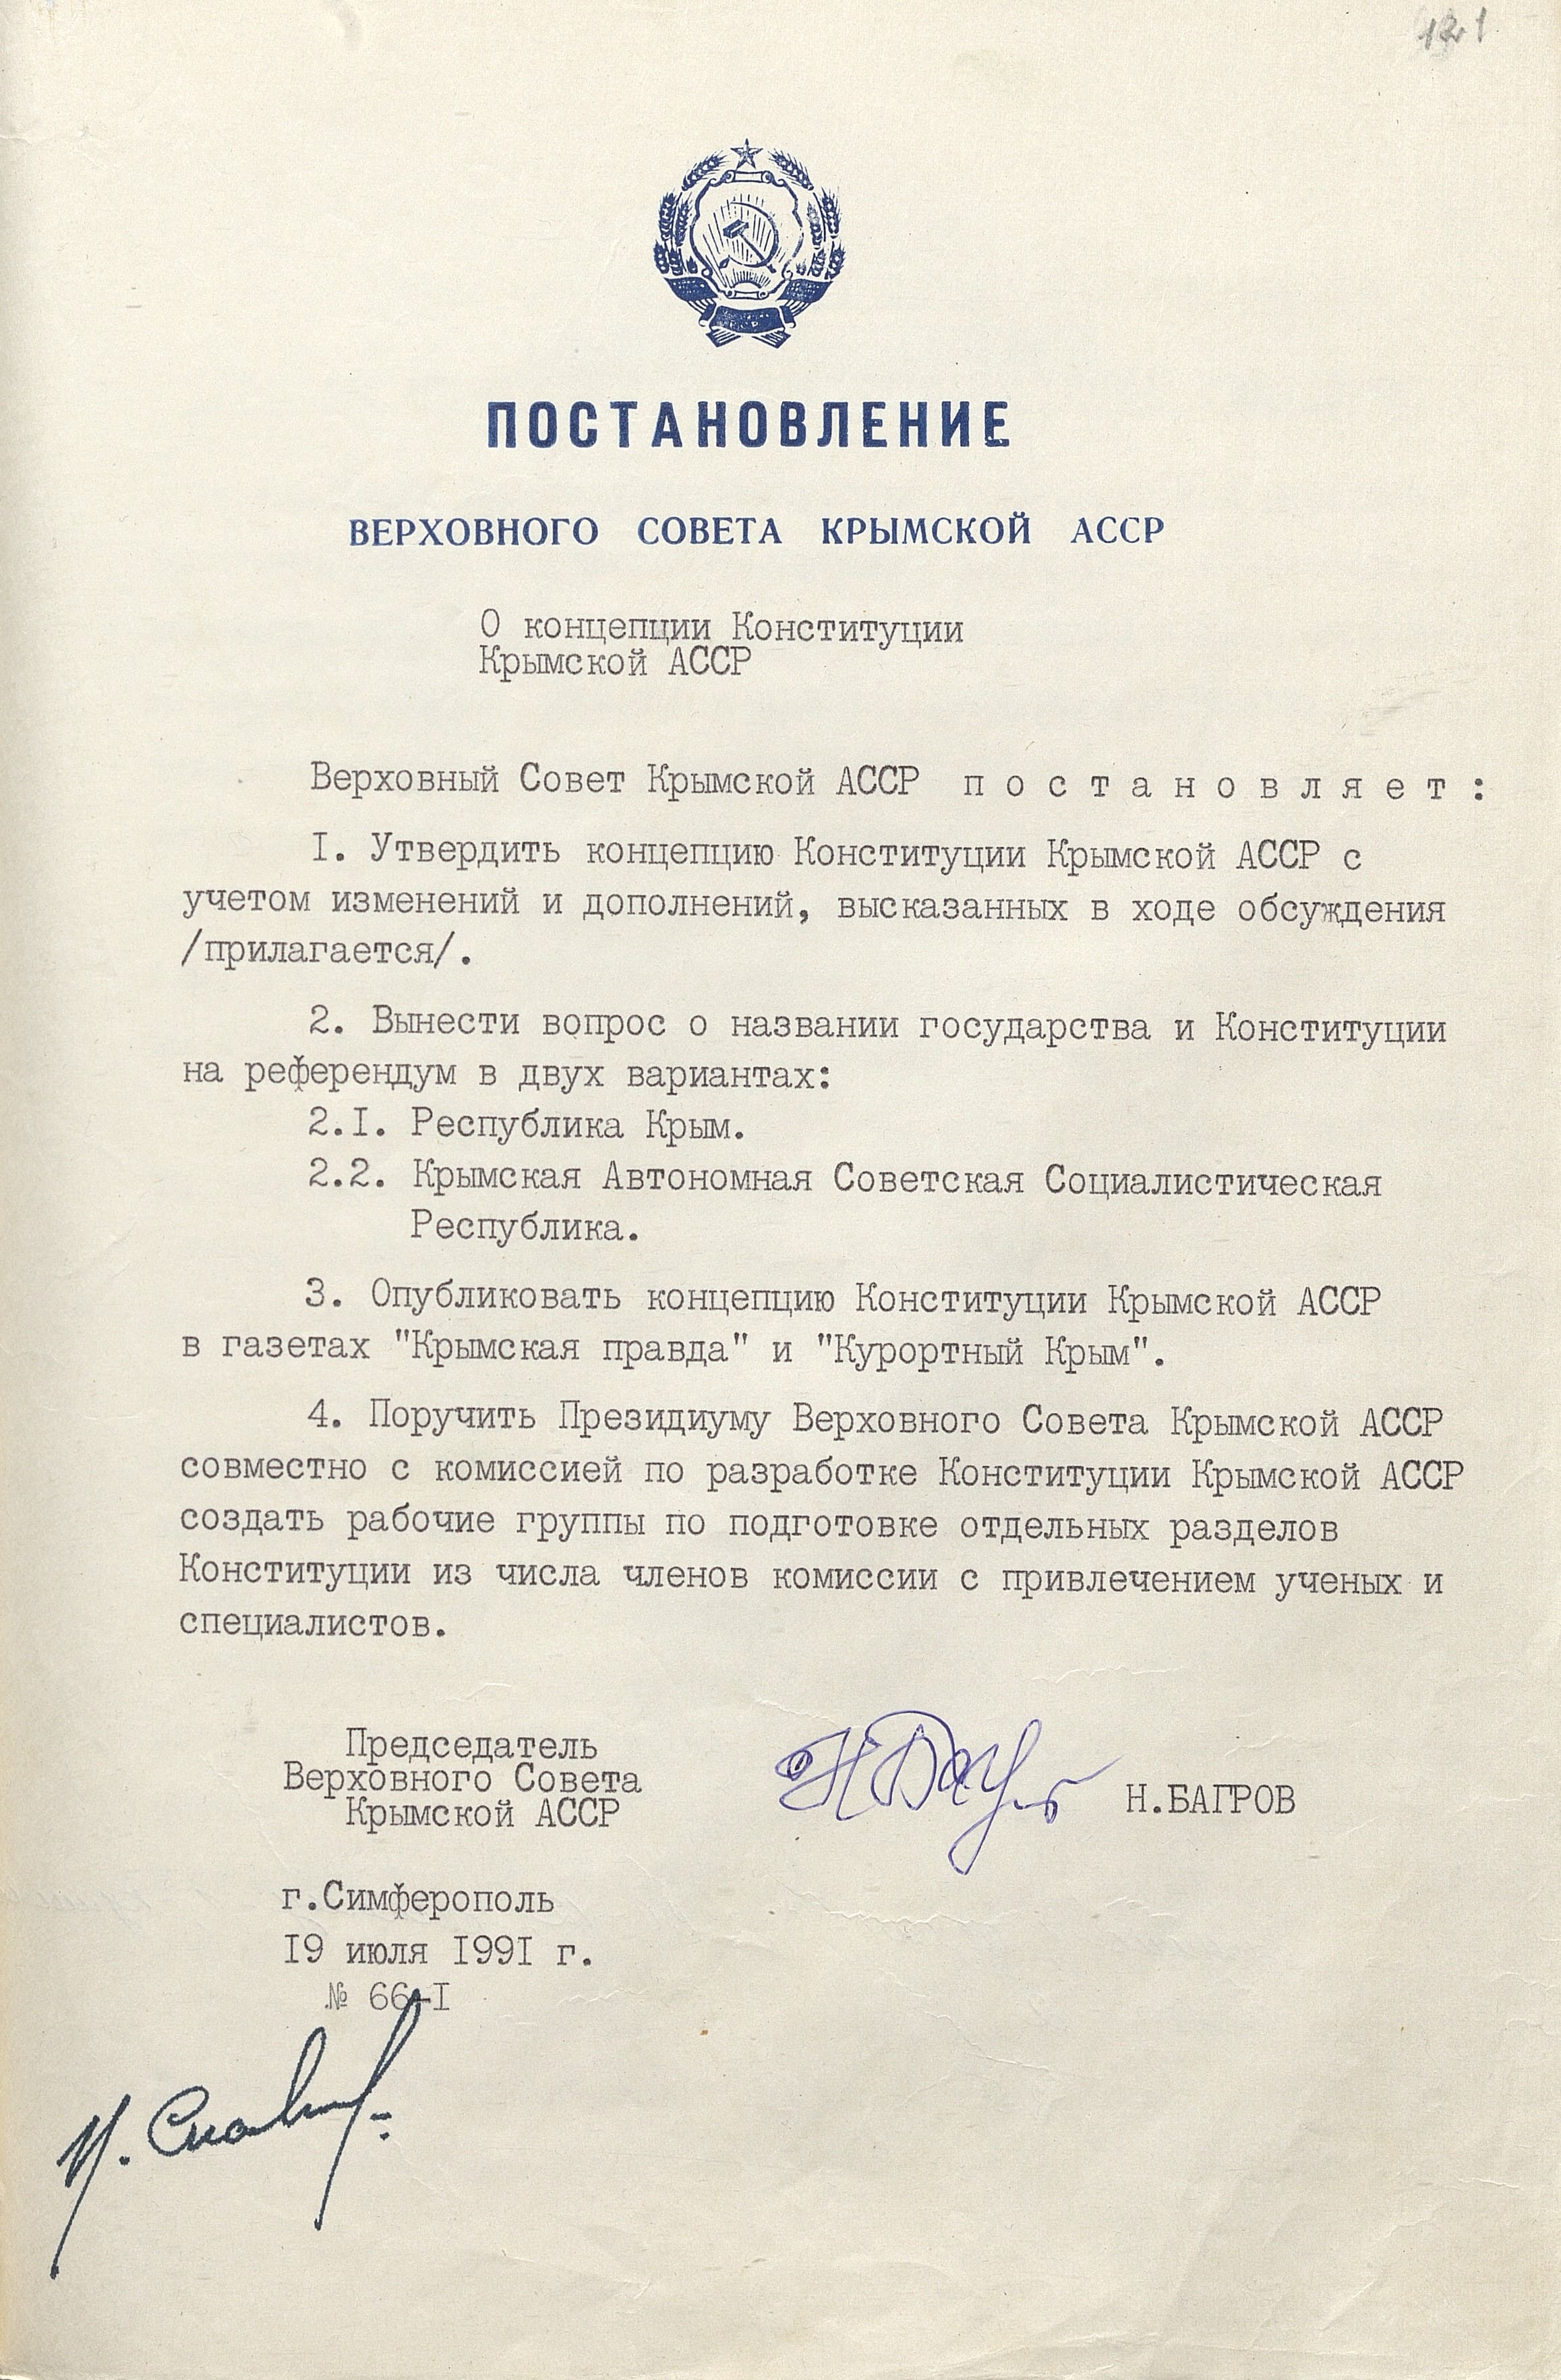 121
ПОСТАНОВЛЕНИЕ
ВЕРХОВНОГО СОВЕТА КРЫМСКОЙ АССР
О концепции Конституции
Крымской АССР
Верховный Совет Крымской АССР п о с т а н о в л я е т :
I. Утвердить концепцию Конституции Крымской АССР с
учетом изменений и дополнений, высказанных в ходе обсуждения
/прилагается/.
2. Вынести вопрос о названии государства и Конституции
на референдум в двух вариантах:
2.I. Республика Крым.
2.2. Крымская Автономная Советская Социалистическая
Республика.
3. Опубликовать концепцию Конституции Крымской АССР
в газетах "Крымская правда" и "Курортный Крым".
4. Поручить Президиуму Верховного Совета Крымской АССР
совместно с комиссией по разработке Конституции Крымской АССР
создать рабочие группы по подготовке отдельных разделов
Конституции из числа членов комиссии с привлечением ученых и
специалистов.
Председатель
Верховного Совета
Крымской АССР
Н.БАГРОВ
г.Симферополь
I9 июля I99I г.
№ 66-I